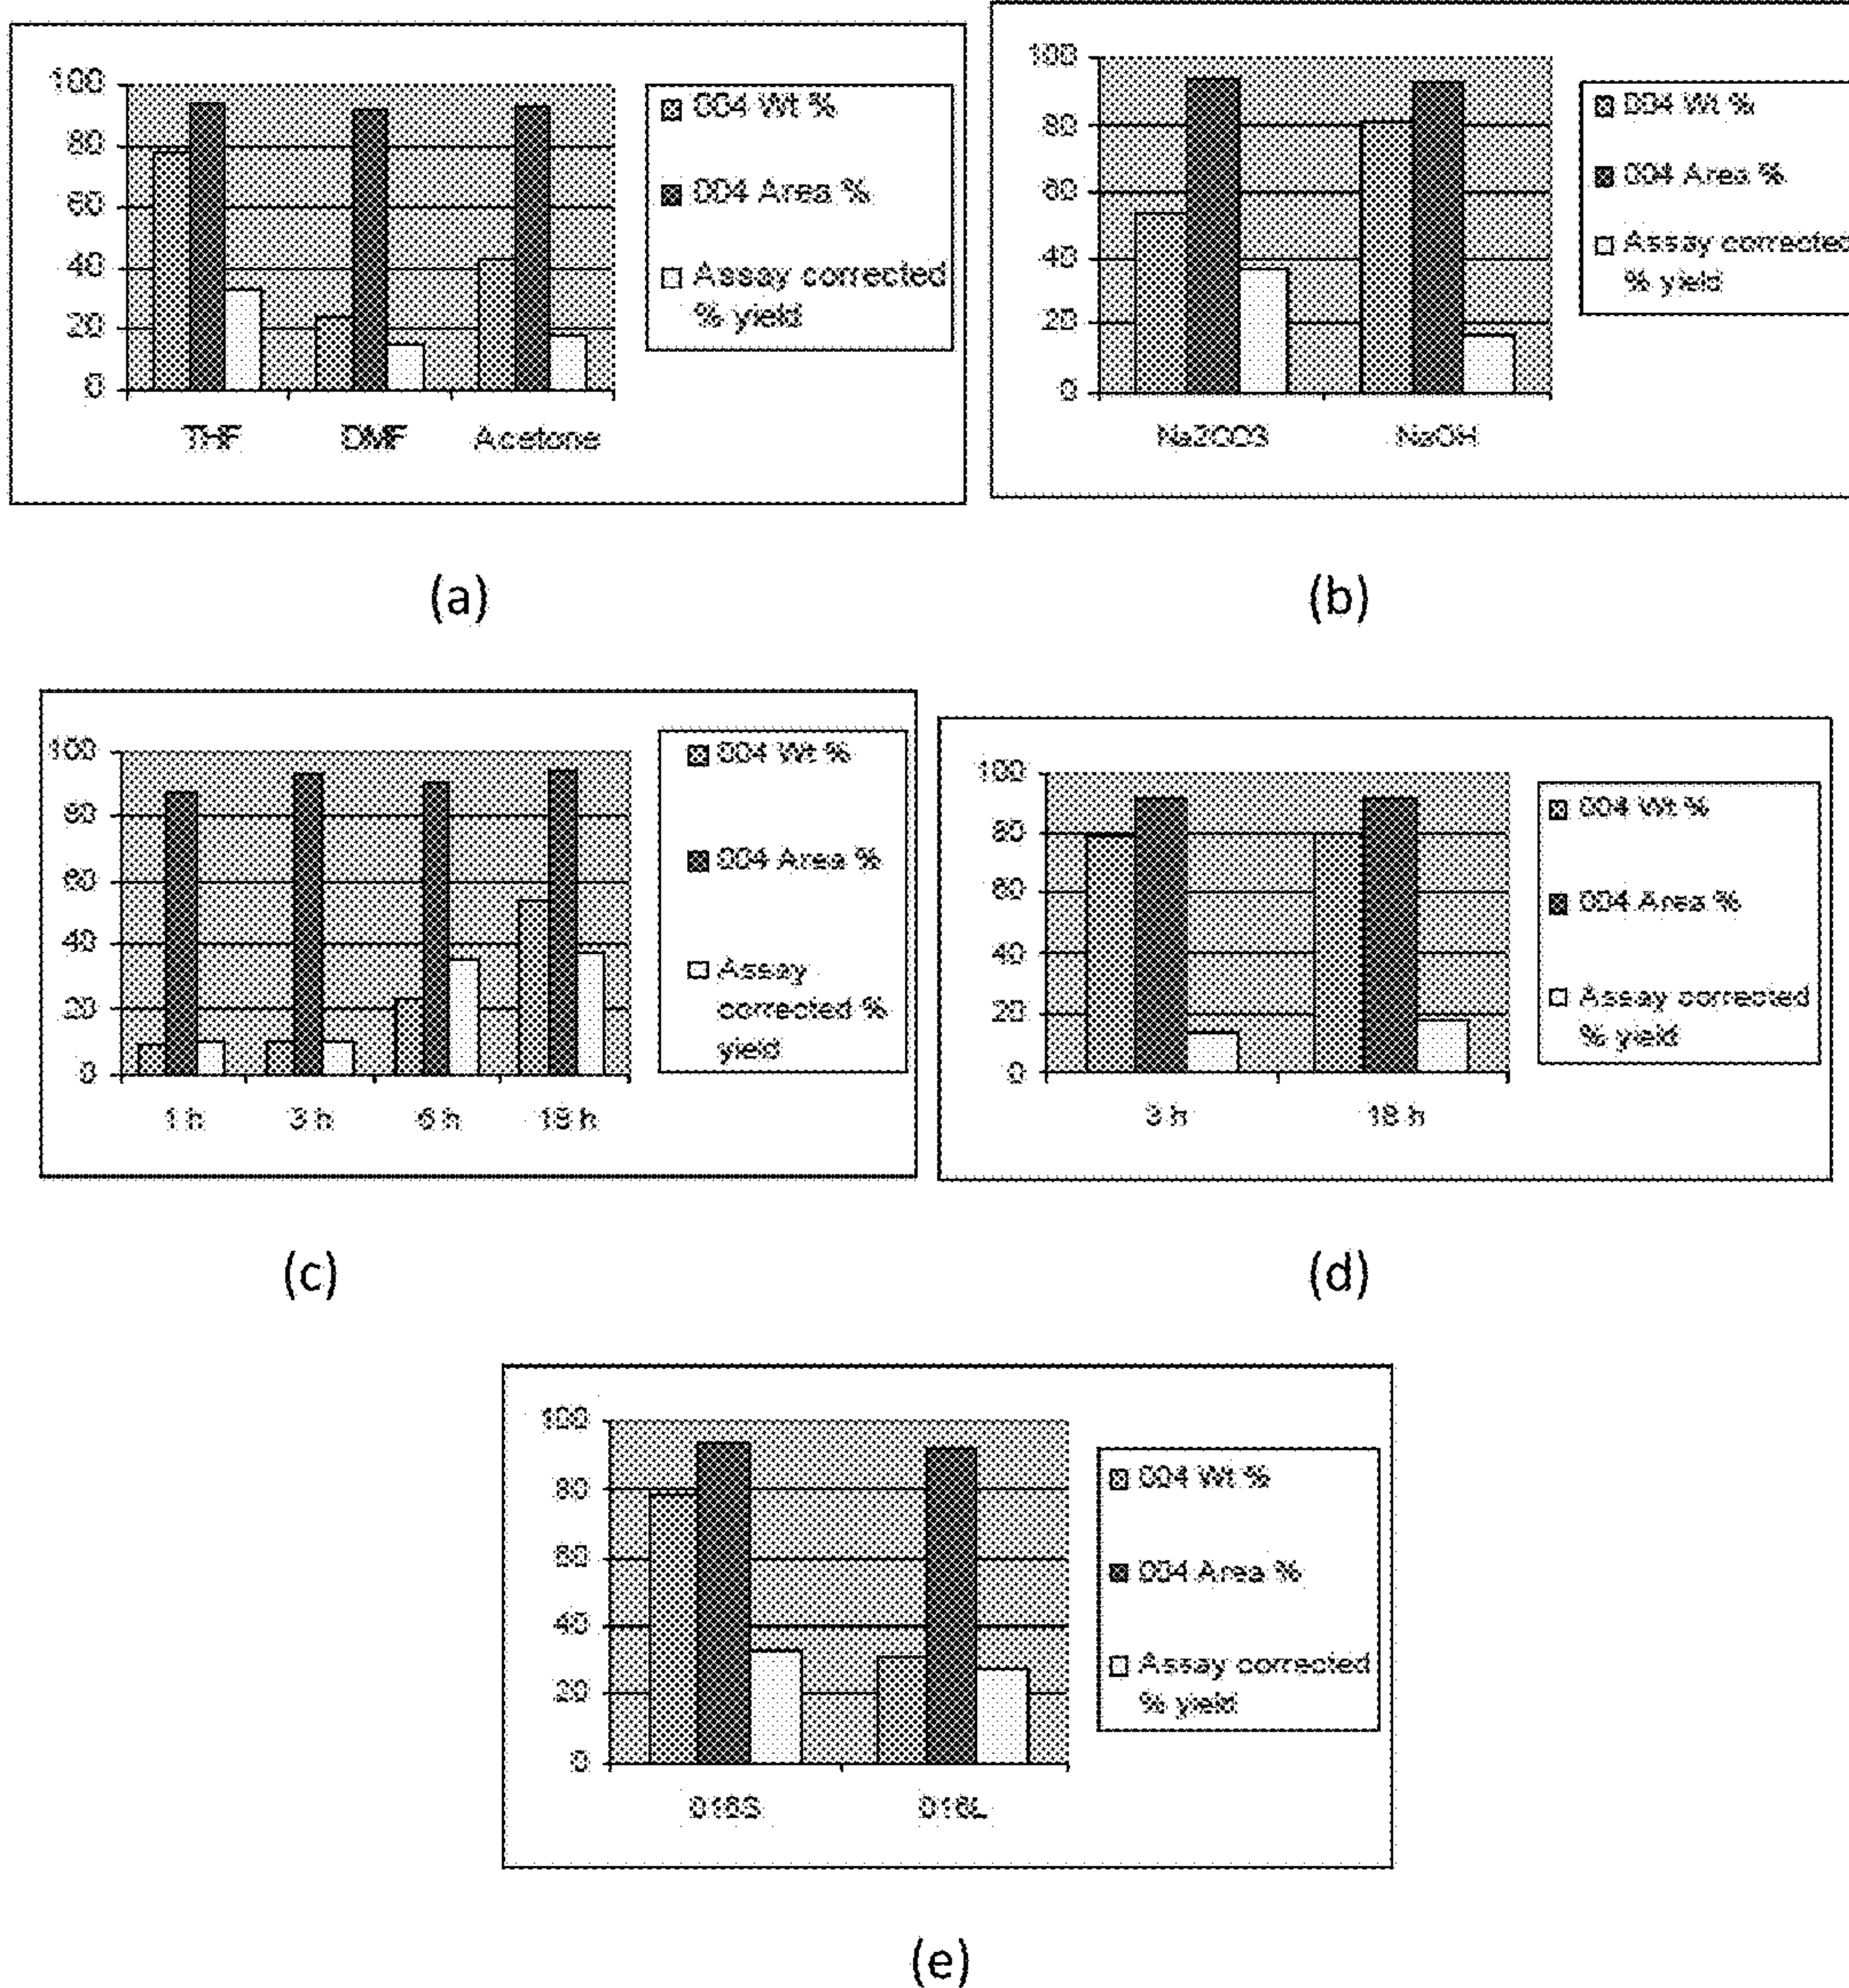 100
80
60
40
20
0
THF DMF Acetone
004 Wt %
004 Area %
Assay corrected
% yield
(a)
100
80
60
40
20
0
Na2CO3 NaOH
004 Wt %
004 Area %
Assay corrected
% yield
(b)
100
80
60
40
20
0
1 h 3 h 6 h 18 h
004 Wt %
004 Area %
Assay
corrected %
yield
(c)
100
80
60
40
20
0
3 h 18 h
004 Wt %
004 Area %
Assay corrected
% yield
(d)
100
80
60
40
20
0
016S 016L
004 Wt %
004 Area %
Assay corrected
% yield
(e)